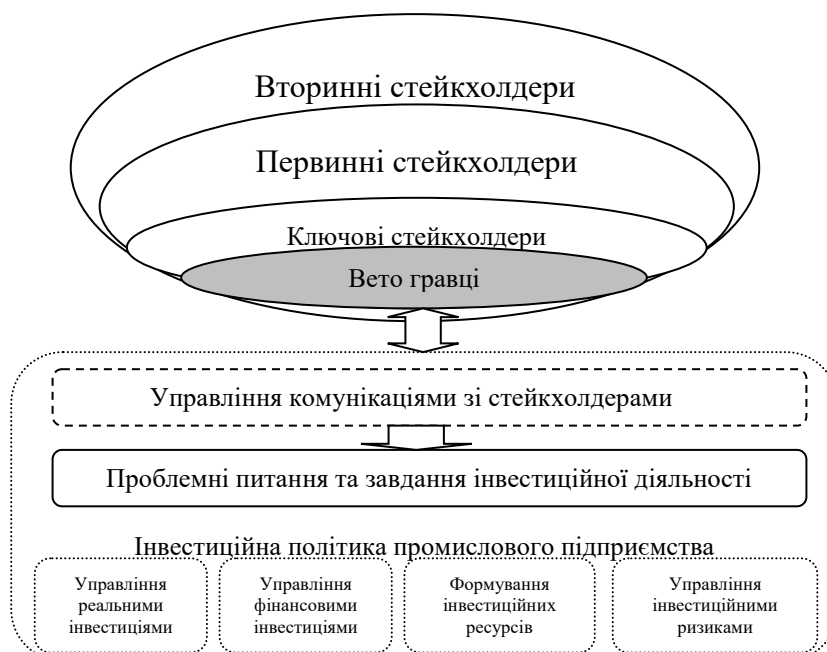 Вторинні стейкхолдери
Первинні стейкхолдери
Ключові стейкхолдери
Вето гравці
Управління комунікаціями зі стейкхолдерами
Проблемні питання та завдання інвестиційної діяльності
Інвестиційна політика промислового підприємства
Управління
реальними
інвестиціями
Управління
фінансовими
інвестиціями
Формування
інвестиційних
ресурсів
Управління
інвестиційними
ризиками